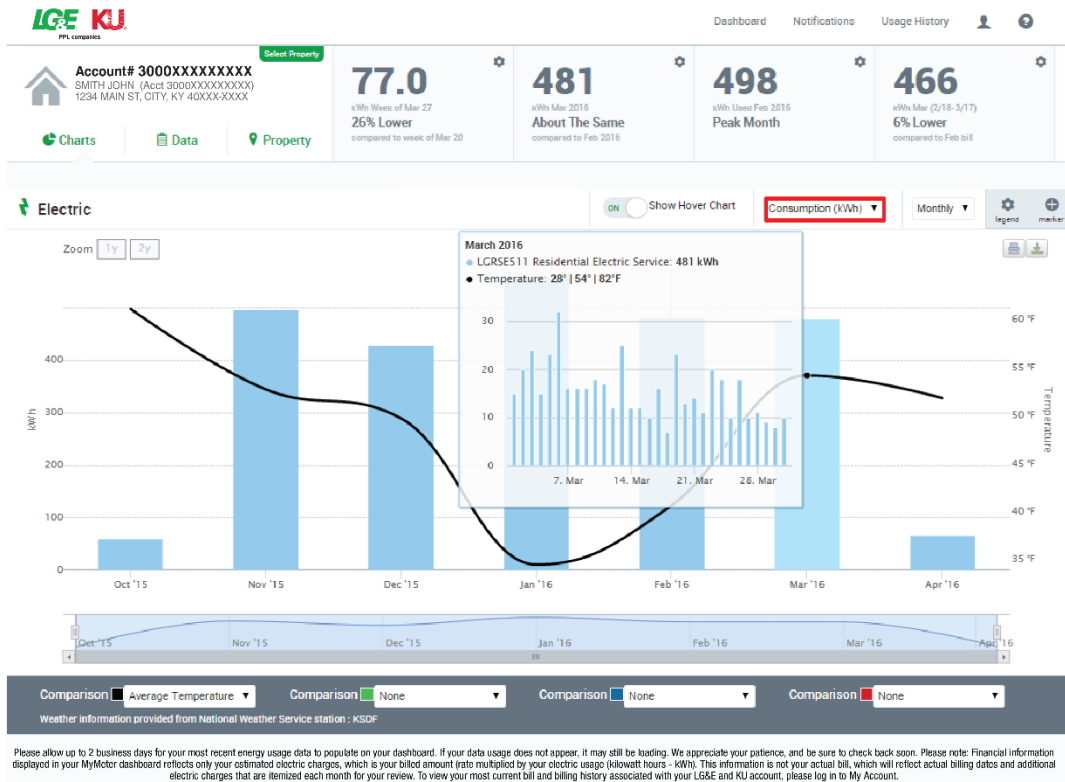 LG&E KU
PPL companies
Dashboard Notifications Usage History
Select Property
Account# 3000XXXXXXXXX
SMITH JOHN (Acct 3000XXXXXXXXX)
1234 MAIN ST, CITY, KY 40XXX-XXXX
Charts Data Property
77.0
kWh Week of Mar 27
26% Lower
compared to week of Mar 20
481
kWh Mar 2016
About The Same
compared to Feb 2016
498
kWh Used Feb 2016
Peak Month
466
kWh Mar (2/18-3/17)
6% Lower
compared to Feb bill
Electric
ON Show Hover Chart
Consumption (kWh) ▼
Monthly ▼
legend
marker
Zoom 1y 2y
March 2016
LGRSE511 Residential Electric Service: 481 kWh
Temperature: 28° | 54° | 82°F
30
20
10
0
7. Mar 14. Mar 21. Mar 28. Mar
400
300
200
100
0
kWh
60 °F
55 °F
50 °F
45 °F
40 °F
35 °F
Temperature
Oct '15 Nov '15 Dec '15 Jan '16 Feb '16 Mar '16 Apr '16
Oct '15 Nov '15 Dec '15 Jan '16 Feb '16 Mar '16 Apr '16
Comparison Average Temperature ▼ Comparison None ▼ Comparison None ▼ Comparison None ▼
Weather information provided from National Weather Service station : KSDF
Please allow up to 2 business days for your most recent energy usage data to populate on your dashboard. If your data usage does not appear, it may still be loading. We appreciate your patience, and be sure to check back soon. Please note: Financial information
displayed in your MyMeter dashboard reflects only your estimated electric charges, which is your billed amount (rate multiplied by your electric usage (kilowatt hours - kWh). This information is not your actual bill, which will reflect actual billing dates and additional
electric charges that are itemized each month for your review. To view your most current bill and billing history associated with your LG&E and KU account, please log in to My Account.